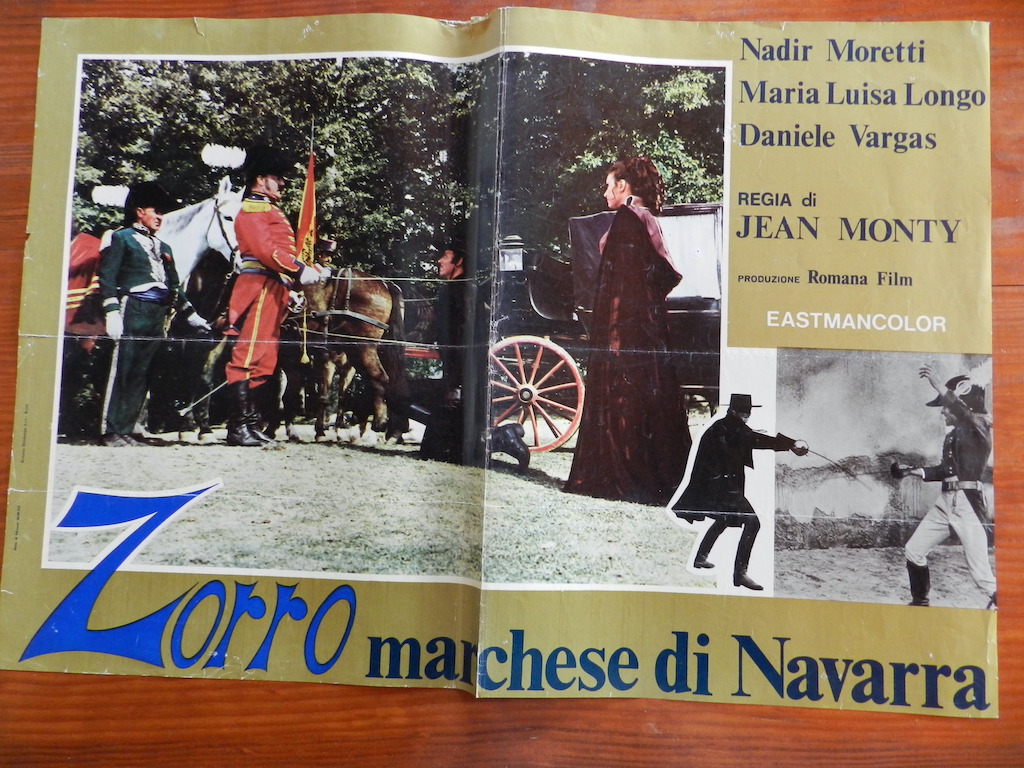 Nadir Moretti
Maria Luisa Longo
Daniele Vargas
REGIA di
JEAN MONTY
PRODUZIONE Romana Film
EASTMANCOLOR
Zorro marchese di Navarra